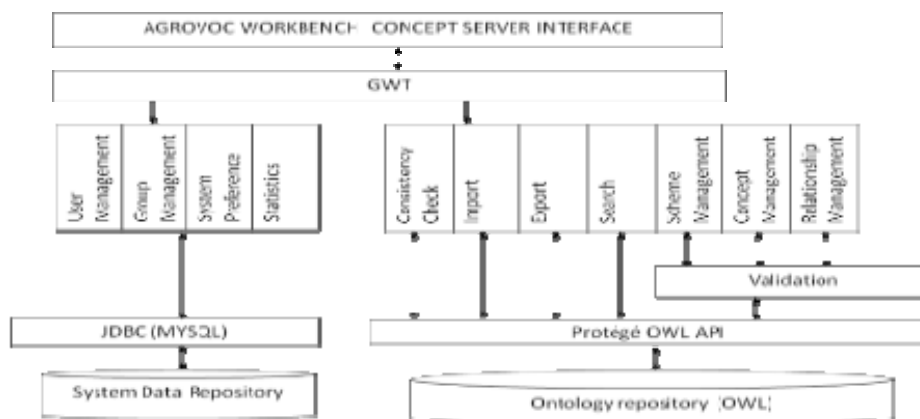 AGROVOC WORKBENCH CONCEPT SERVER INTERFACE
GWT
User
Management
Group
Management
System
Preference
Statistics
Consistency
Check
Import
Export
Search
Scheme
Management
Concept
Management
Relationship
Management
Validation
JDBC (MYSQL)
Protégé OWL API
System Data Repository
Ontology repository (OWL)